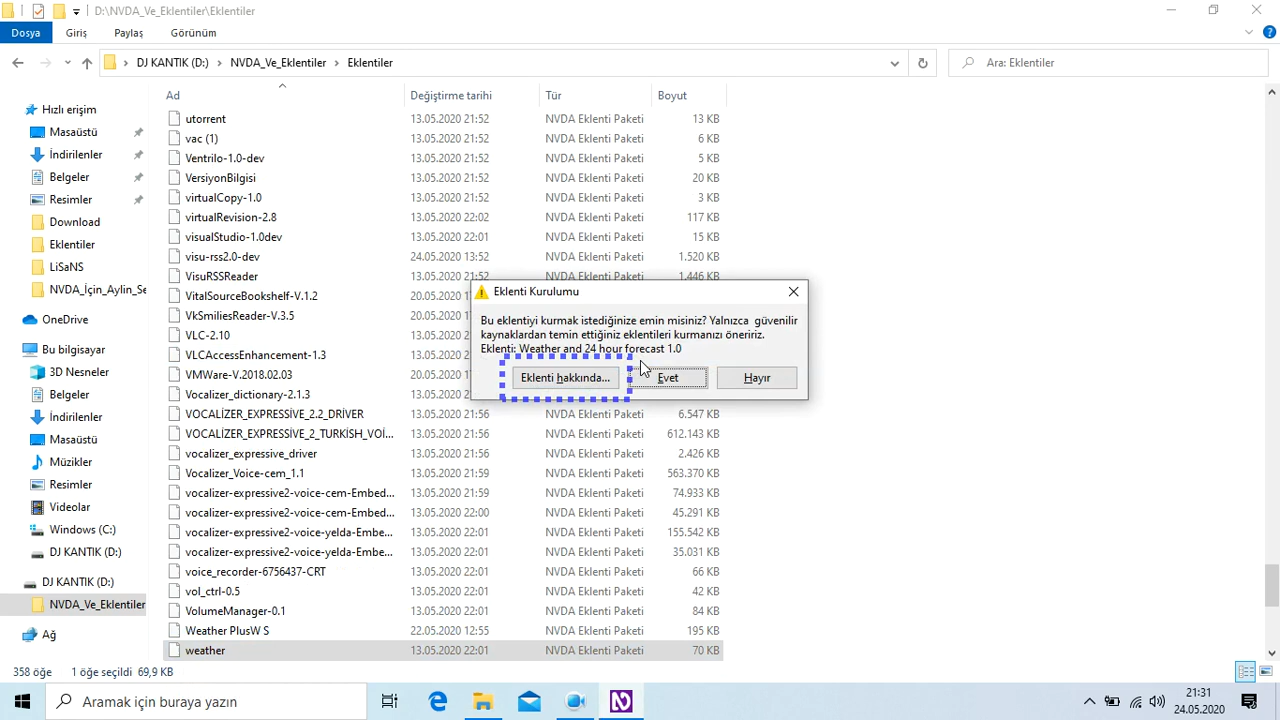 D:\NVDA_Ve_Eklentiler\Eklentiler
Dosya Giriş Paylaş Görünüm
DJ KANTIK (D:) NVDA_Ve_Eklentiler Eklentiler Ara: Eklentiler
Ad Değiştirme tarihi Tür Boyut
Hızlı erişim
Masaüstü
İndirilenler
Belgeler
Resimler
Download
Eklentiler
LiSaNS
NVDA_İçin_Aylin_Se
OneDrive
Bu bilgisayar
3D Nesneler
Belgeler
İndirilenler
Masaüstü
Müzikler
Resimler
Videolar
Windows (C:)
DJ KANTIK (D:)
DJ KANTIK (D:)
NVDA_Ve_Eklentiler
Ağ
utorrent 13.05.2020 21:52 NVDA Eklenti Paketi 13 KB
vac (1) 13.05.2020 21:52 NVDA Eklenti Paketi 6 KB
Ventrilo-1.0-dev 13.05.2020 21:52 NVDA Eklenti Paketi 5 KB
VersiyonBilgisi 13.05.2020 21:52 NVDA Eklenti Paketi 20 KB
virtualCopy-1.0 13.05.2020 21:52 NVDA Eklenti Paketi 3 KB
virtualRevision-2.8 13.05.2020 22:02 NVDA Eklenti Paketi 117 KB
visualStudio-1.0dev 13.05.2020 22:01 NVDA Eklenti Paketi 15 KB
visu-rss2.0-dev 24.05.2020 13:52 NVDA Eklenti Paketi 1.520 KB
VisuRSSReader 13.05.2020 21:52 NVDA Eklenti Paketi 1.446 KB
VitalSourceBookshelf-V.1.2 20.05.2020
VkSmiliesReader-V.3.5 20.05.2020
VLC-2.10 13.05.2020
VLCAccessEnhancement-1.3 13.05.2020
VMWare-V.2018.02.03 20.05.2020
Vocalizer_dictionary-2.1.3 13.05.2020
VOCALİZER_EXPRESSİVE_2.2_DRİVER 13.05.2020 21:56 NVDA Eklenti Paketi 6.547 KB
VOCALİZER_EXPRESSİVE_2_TURKİSH_VOİ... 13.05.2020 21:56 NVDA Eklenti Paketi 612.143 KB
vocalizer_expressive_driver 13.05.2020 21:56 NVDA Eklenti Paketi 2.426 KB
Vocalizer_Voice-cem_1.1 13.05.2020 21:59 NVDA Eklenti Paketi 563.370 KB
vocalizer-expressive2-voice-cem-Embed... 13.05.2020 21:59 NVDA Eklenti Paketi 74.933 KB
vocalizer-expressive2-voice-cem-Embed... 13.05.2020 22:00 NVDA Eklenti Paketi 45.291 KB
vocalizer-expressive2-voice-yelda-Embe... 13.05.2020 22:01 NVDA Eklenti Paketi 155.542 KB
vocalizer-expressive2-voice-yelda-Embe... 13.05.2020 22:01 NVDA Eklenti Paketi 35.031 KB
voice_recorder-6756437-CRT 13.05.2020 22:01 NVDA Eklenti Paketi 66 KB
vol_ctrl-0.5 13.05.2020 22:01 NVDA Eklenti Paketi 42 KB
VolumeManager-0.1 13.05.2020 22:01 NVDA Eklenti Paketi 84 KB
Weather PlusW S 22.05.2020 12:55 NVDA Eklenti Paketi 195 KB
weather 13.05.2020 22:01 NVDA Eklenti Paketi 70 KB
Eklenti Kurulumu
Bu eklentiyi kurmak istediğinize emin misiniz? Yalnızca güvenilir
kaynaklardan temin ettiğiniz eklentileri kurmanızı öneririz.
Eklenti: Weather and 24 hour forecast 1.0
Eklenti hakkında... Evet Hayır
358 öğe 1 öğe seçildi 69,9 KB
Aramak için buraya yazın
21:31
24.05.2020